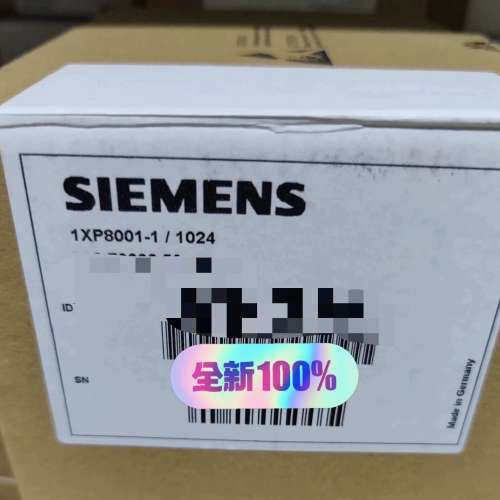 SIEMENS
1XP8001-1 / 1024
ID
SN
全新100%
Made in Germany